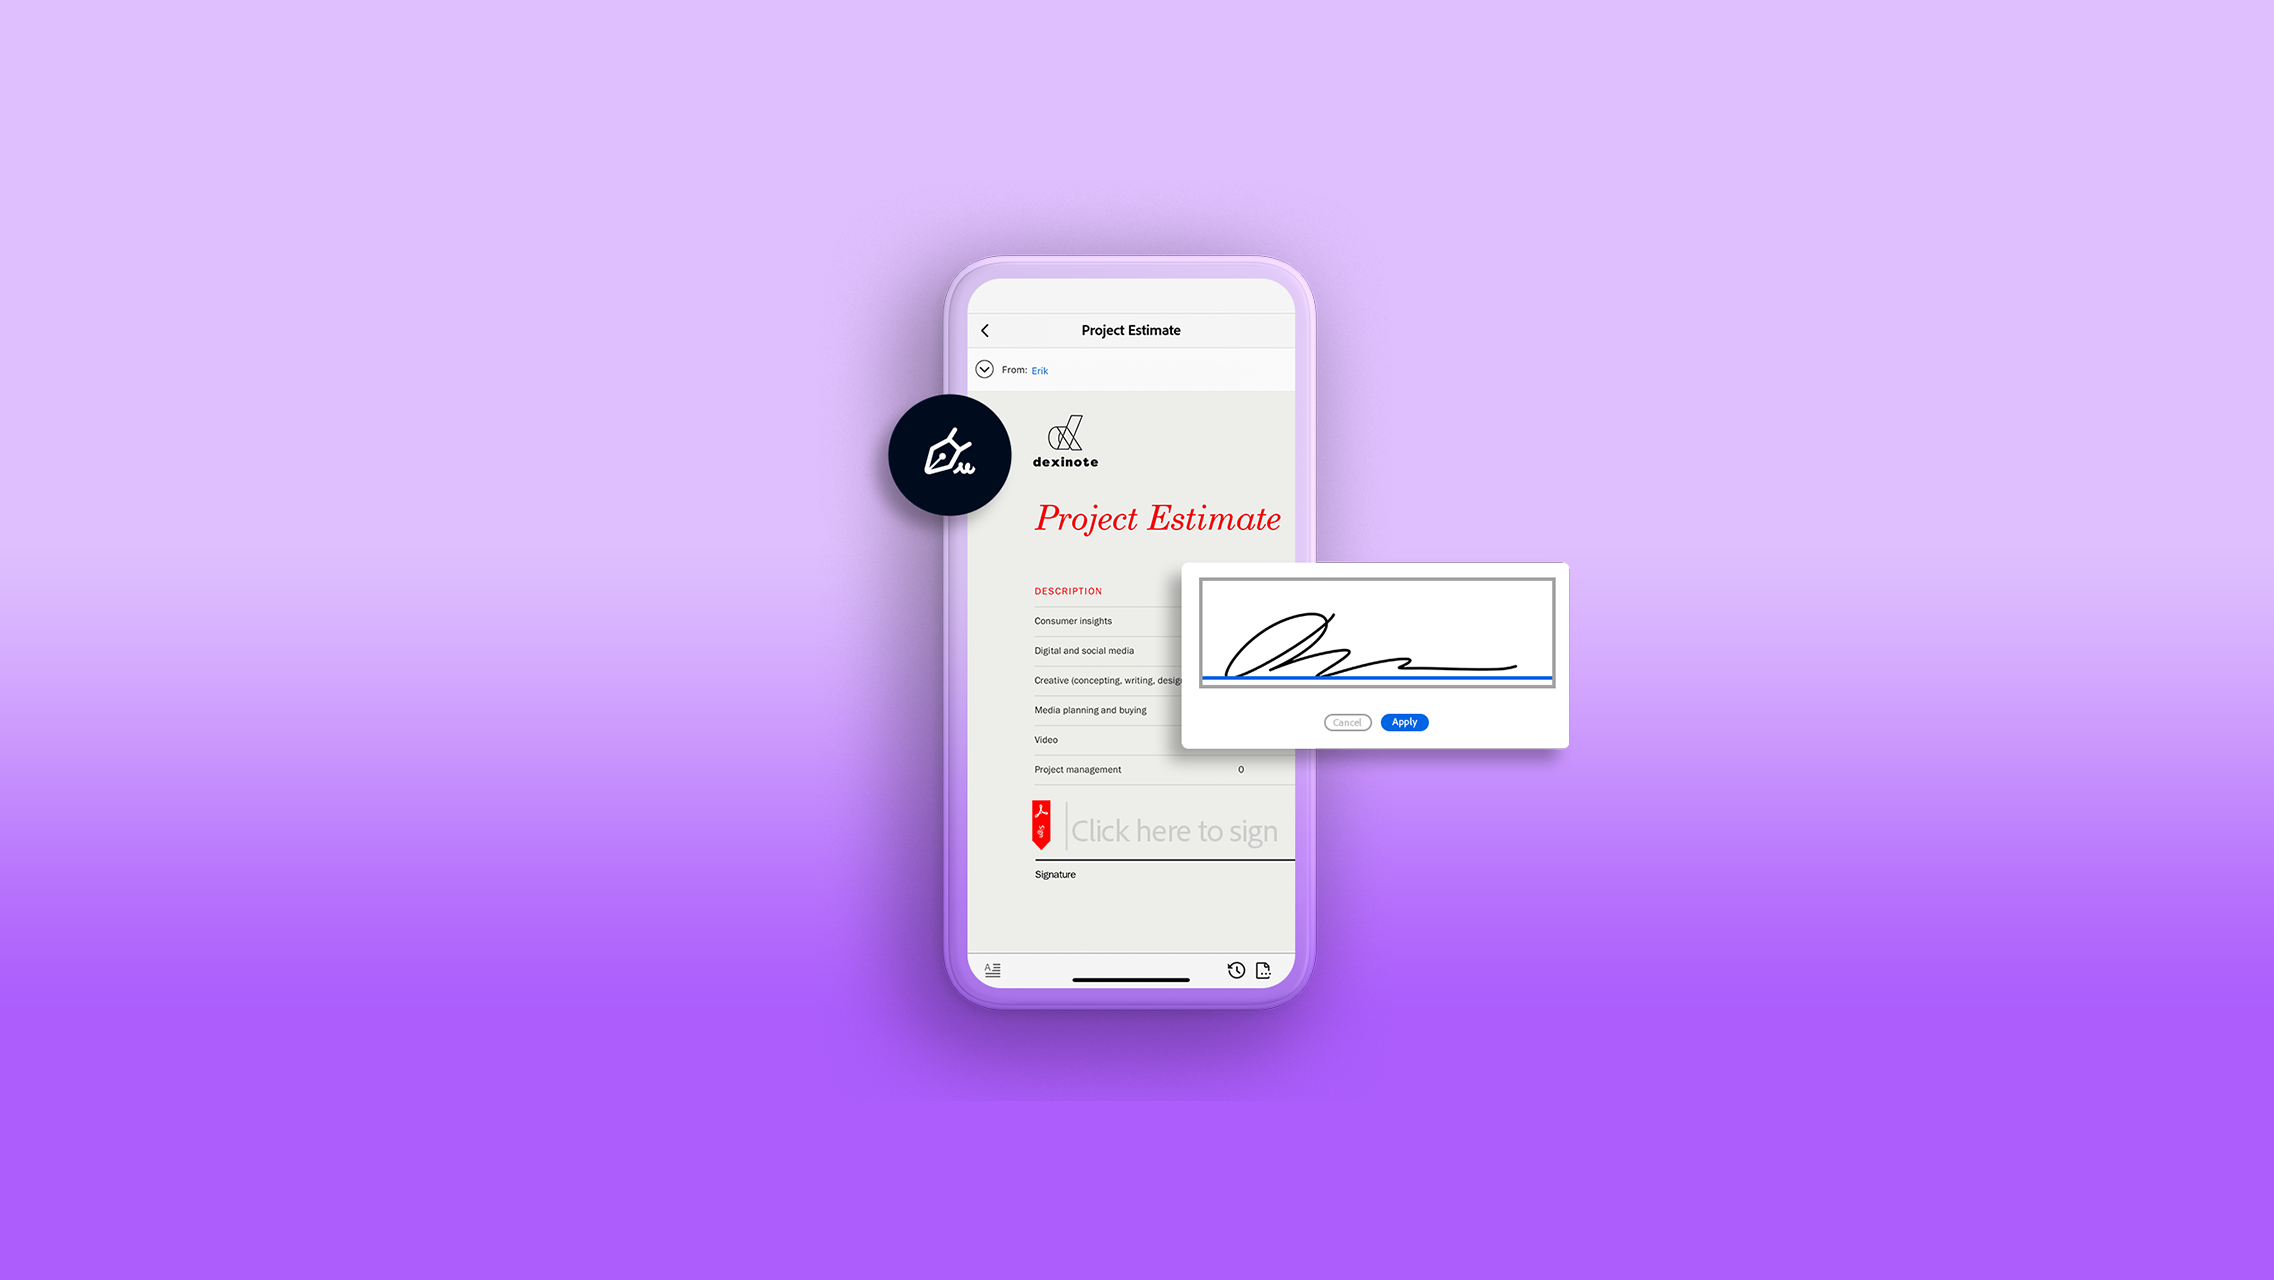 Project Estimate
From: Erik
dexinote
Project Estimate
DESCRIPTION
Consumer insights
Digital and social media
Creative (concepting, writing, desig
Media planning and buying
Video
Project management 0
Cancel Apply
Sign
Click here to sign
Signature
A